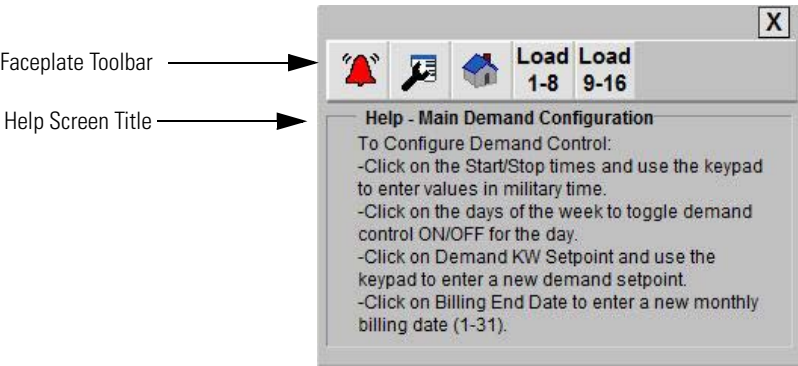 X
Faceplate Toolbar
Load Load
1-8 9-16
Help Screen Title
Help - Main Demand Configuration
To Configure Demand Control:
-Click on the Start/Stop times and use the keypad
to enter values in military time.
-Click on the days of the week to toggle demand
control ON/OFF for the day.
-Click on Demand KW Setpoint and use the
keypad to enter a new demand setpoint.
-Click on Billing End Date to enter a new monthly
billing date (1-31).